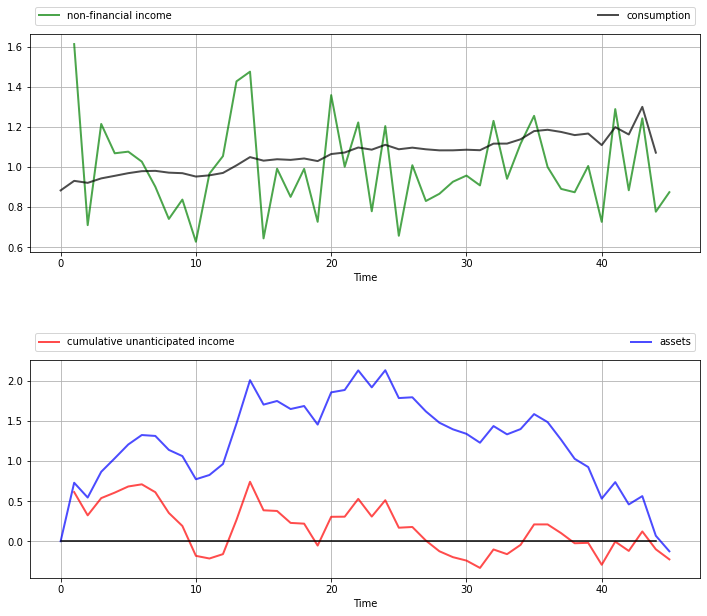 non-financial income consumption
1.6
1.4
1.2
1.0
0.8
0.6
0 10 20 30 40
Time
cumulative unanticipated income assets
2.0
1.5
1.0
0.5
0.0
0 10 20 30 40
Time